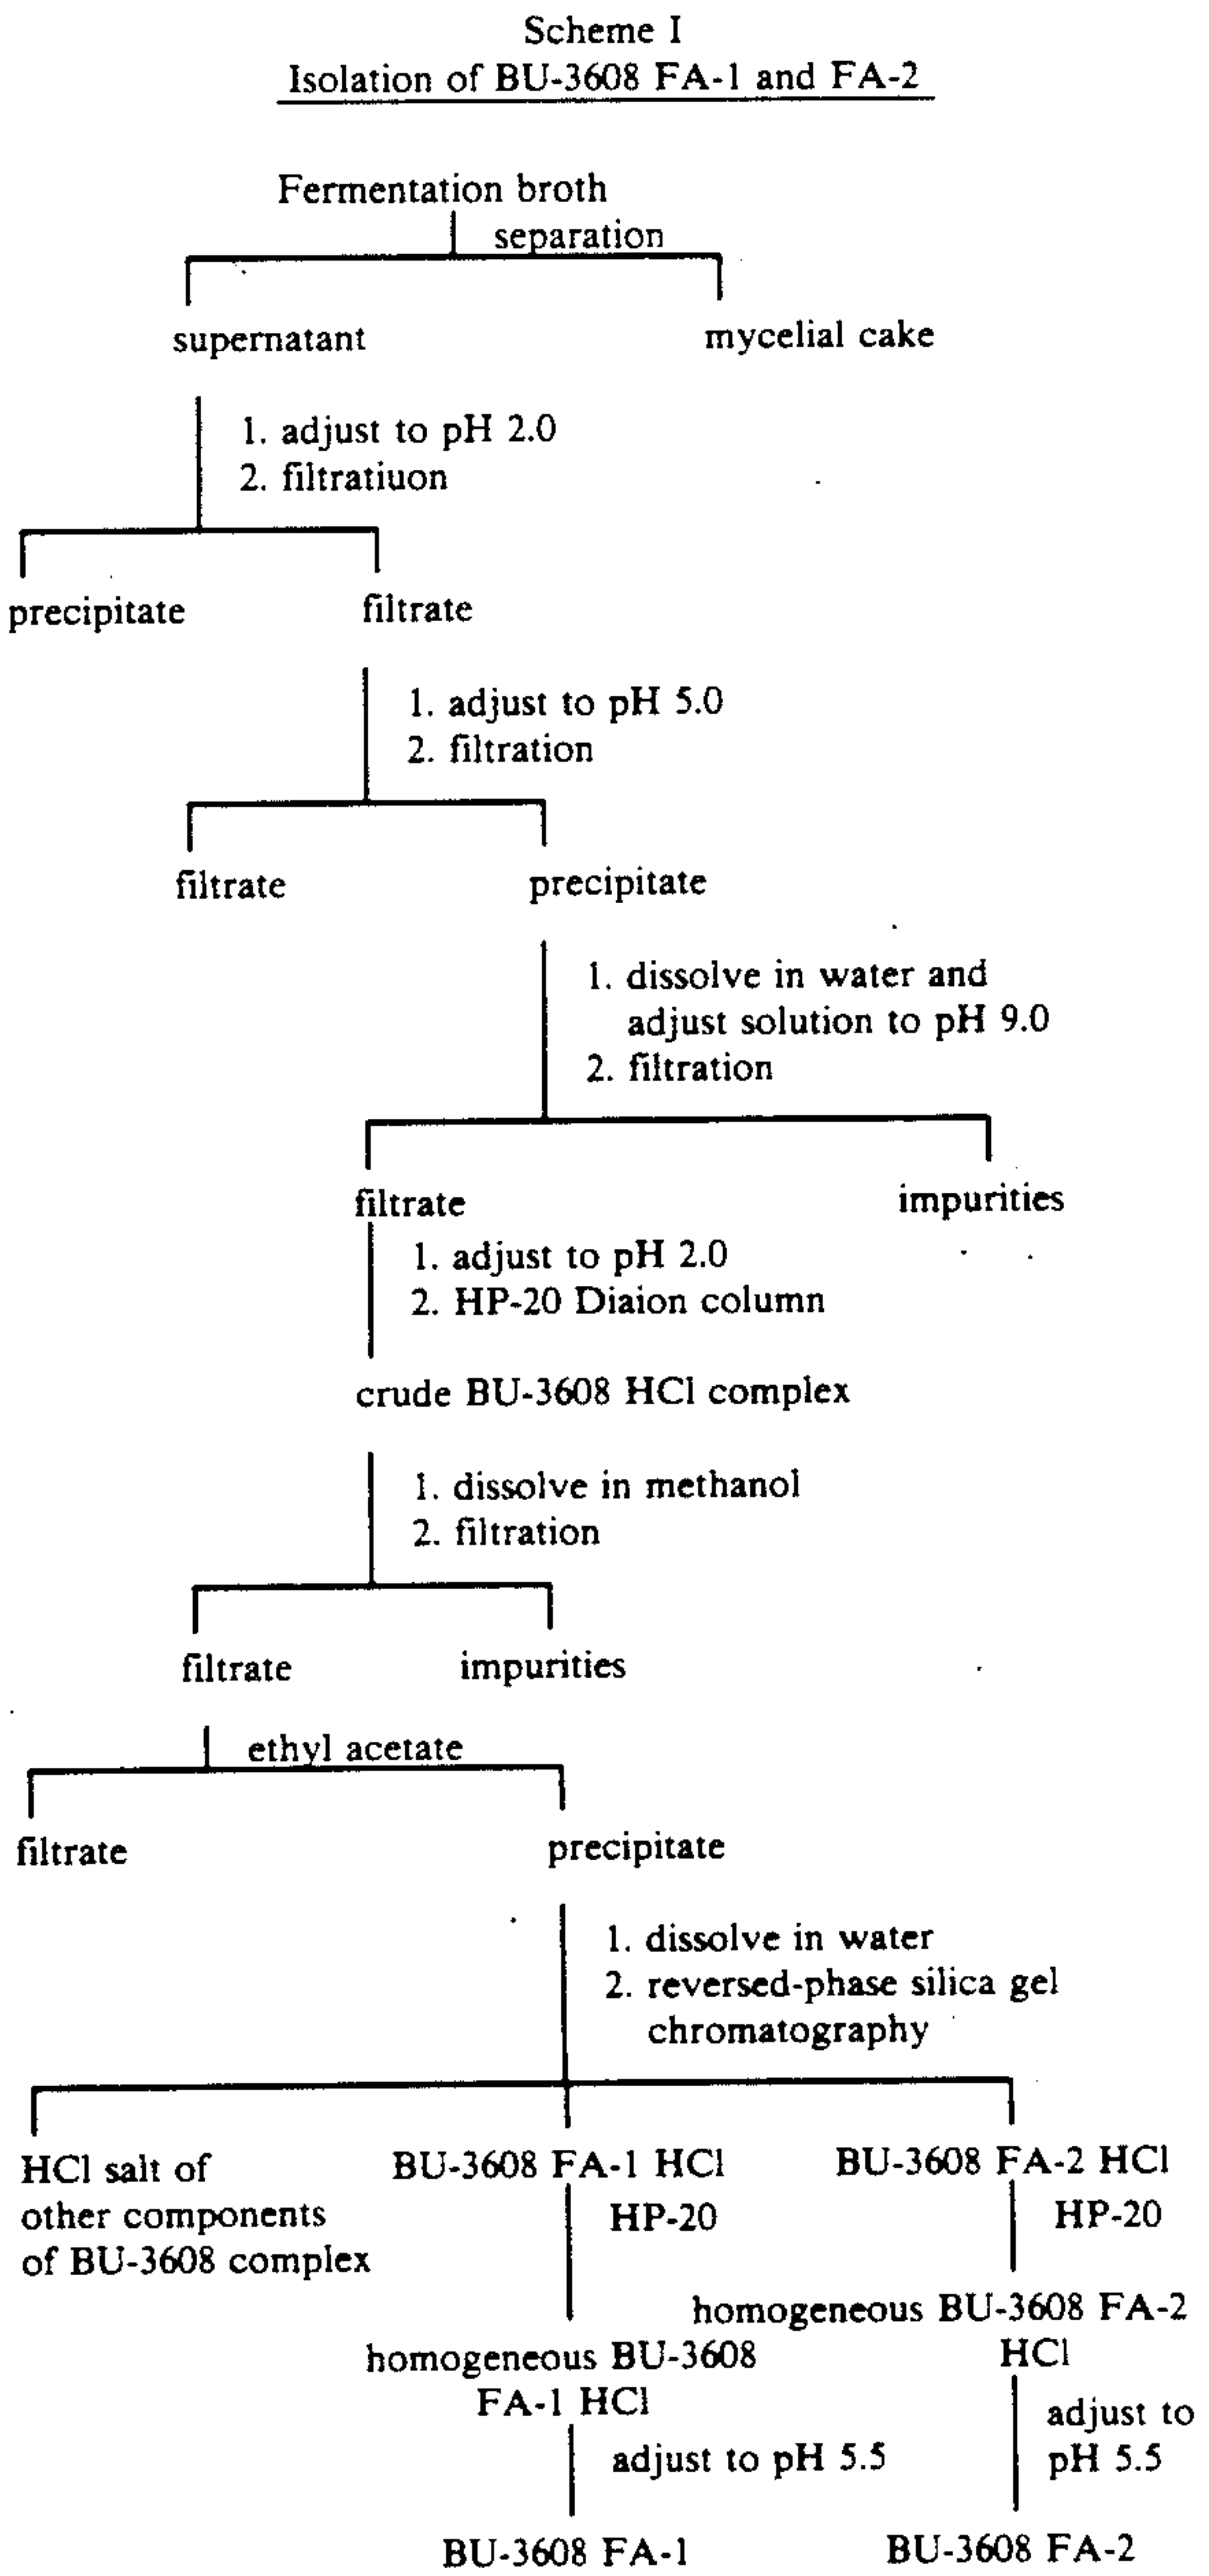 Scheme I
Isolation of BU-3608 FA-1 and FA-2
Fermentation broth
separation
supernatant
mycelial cake
1. adjust to pH 2.0
2. filtratiuon
precipitate
filtrate
1. adjust to pH 5.0
2. filtration
filtrate
precipitate
1. dissolve in water and
adjust solution to pH 9.0
2. filtration
filtrate
impurities
1. adjust to pH 2.0
2. HP-20 Diaion column
crude BU-3608 HCl complex
1. dissolve in methanol
2. filtration
filtrate
impurities
ethyl acetate
filtrate
precipitate
1. dissolve in water
2. reversed-phase silica gel
chromatography
HCl salt of
other components
of BU-3608 complex
BU-3608 FA-1 HCl
HP-20
homogeneous BU-3608
FA-1 HCl
adjust to pH 5.5
BU-3608 FA-1
BU-3608 FA-2 HCl
HP-20
homogeneous BU-3608 FA-2
HCl
adjust to
pH 5.5
BU-3608 FA-2